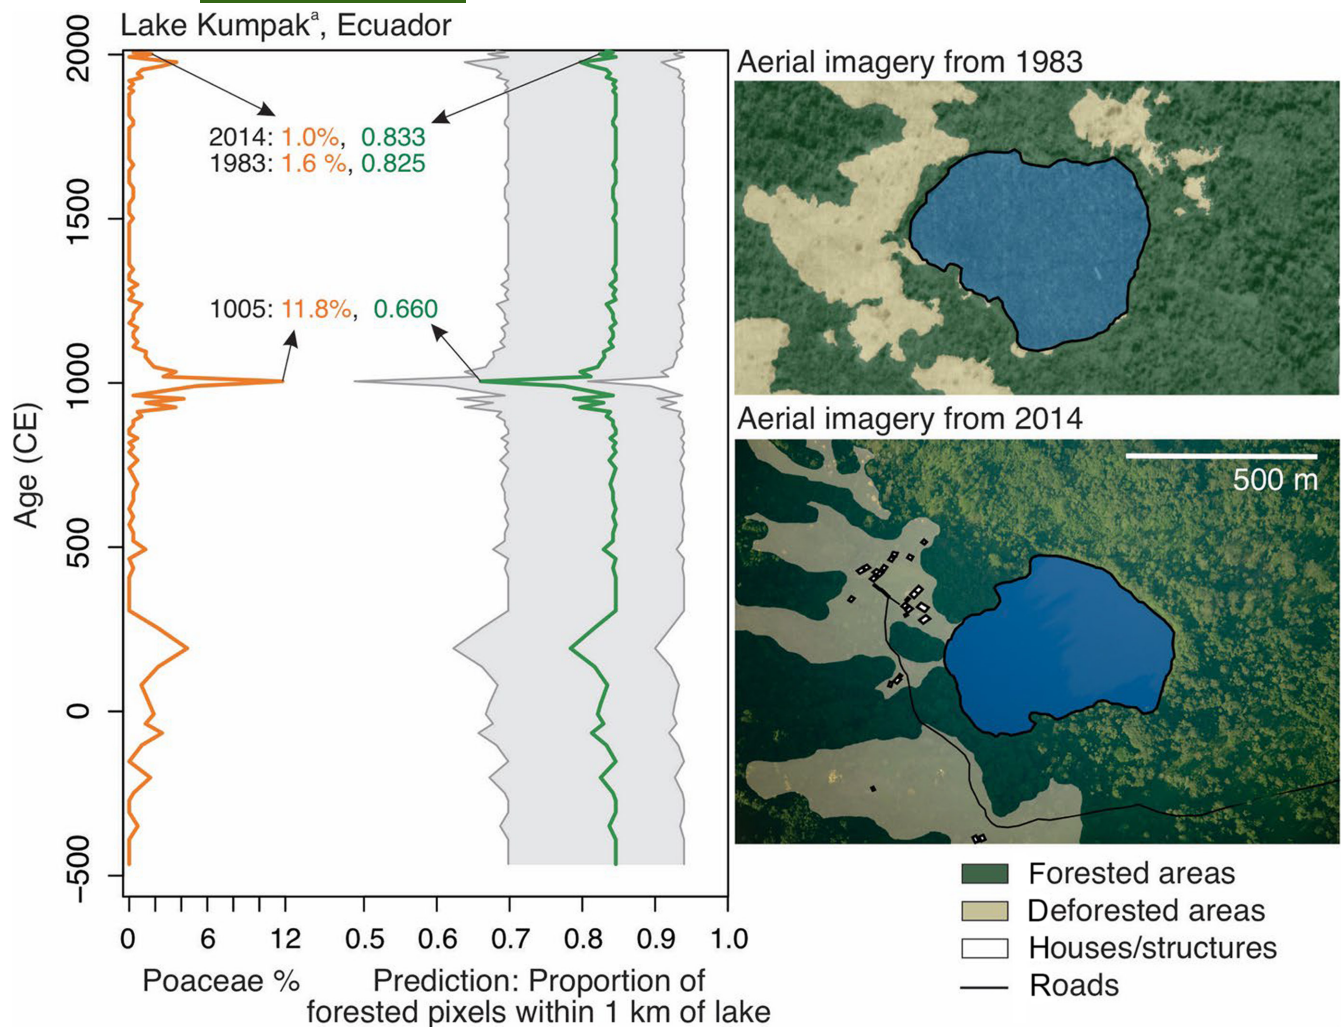 Lake Kumpakᵃ, Ecuador
2000
1500
1000
500
0
−500
Age (CE)
2014: 1.0%, 0.833
1983: 1.6 %, 0.825
1005: 11.8%, 0.660
0 6 12 0.5 0.6 0.7 0.8 0.9 1.0
Poaceae %
Prediction: Proportion of
forested pixels within 1 km of lake
Aerial imagery from 1983
Aerial imagery from 2014
500 m
Forested areas
Deforested areas
Houses/structures
Roads